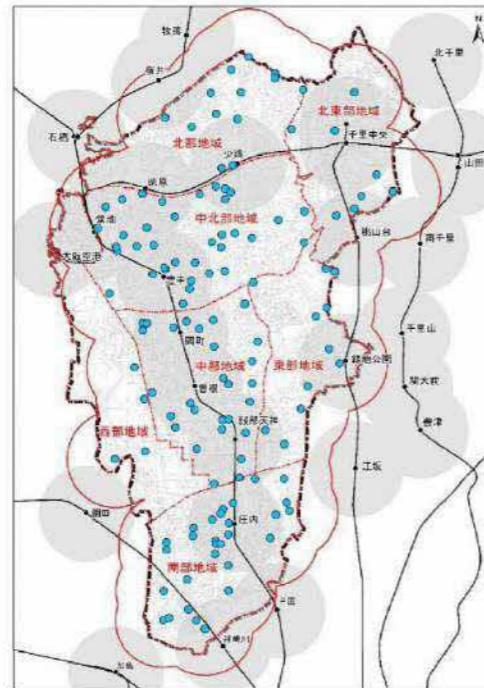 牧落
N
北千里
桜井
北東部地域
石橋
千里中央
北部地域
少路
山田
柴原
中北部地域
蛍池
桃山台
南千里
大阪空港
豊中
千里山
岡町
中部地域
東部地域
緑地公園
関大前
曽根
豊津
服部天神
西部地域
江坂
園田
庄内
南部地域
神崎川
加島